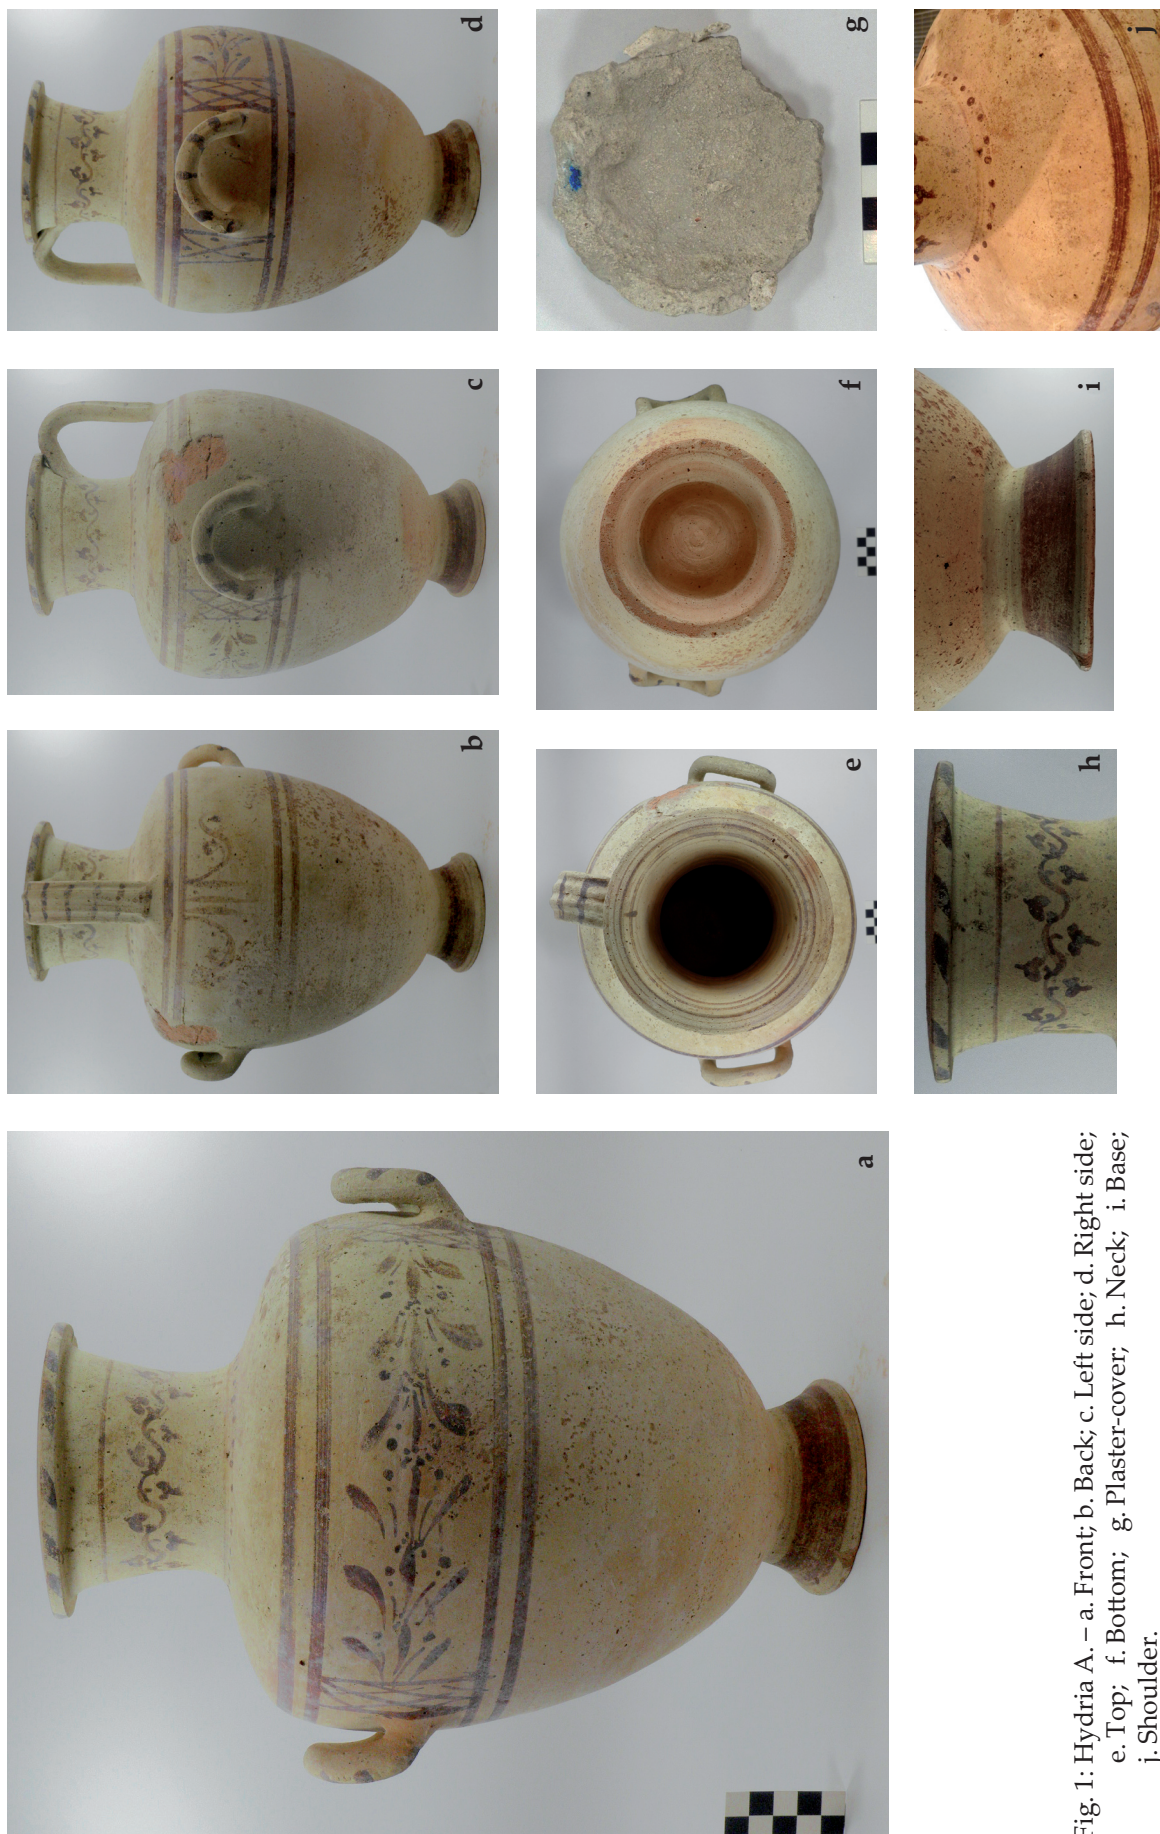 a
b
c
d
e
f
g
h
i
j
Fig. 1: Hydria A. – a. Front; b. Back; c. Left side; d. Right side;
e. Top; f. Bottom; g. Plaster-cover; h. Neck; i. Base;
j. Shoulder.